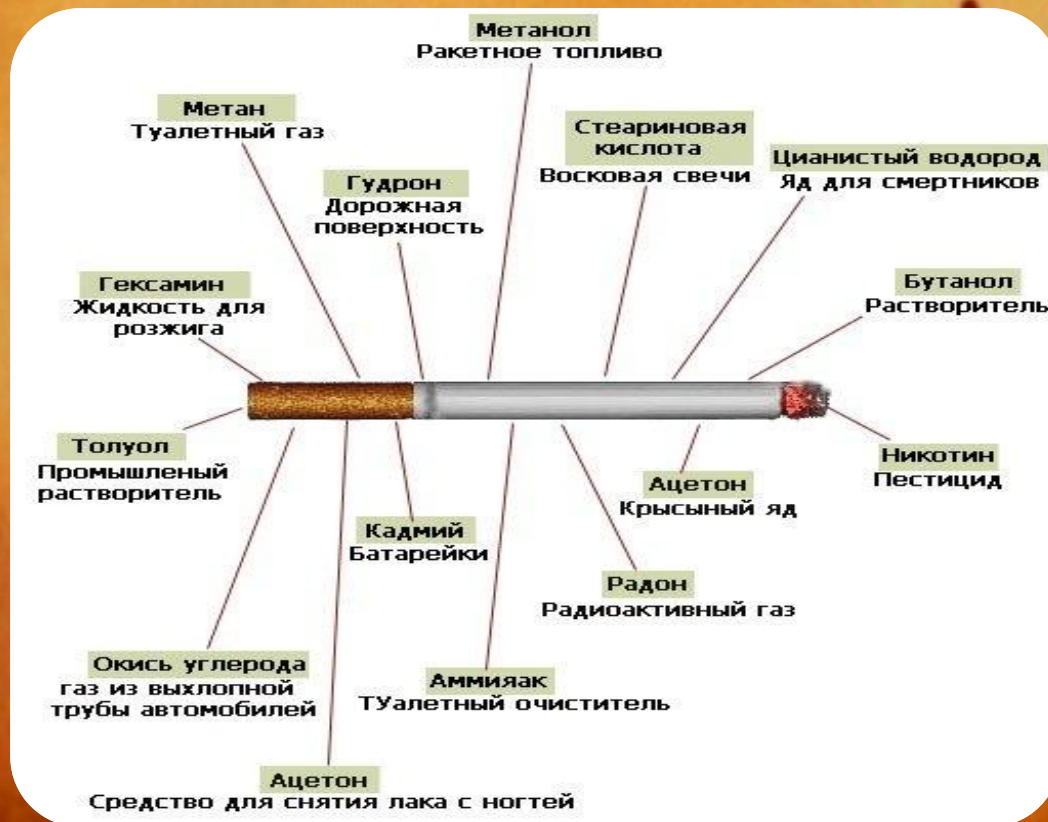 Метанол
Ракетное топливо
Метан
Туалетный газ
Стеариновая
кислота
Восковая свечи
Цианистый водород
Яд для смертников
Гудрон
Дорожная
поверхность
Гексамин
Жидкость для
розжига
Бутанол
Растворитель
Толуол
Промышленый
растворитель
Никотин
Пестицид
Ацетон
Крысыный яд
Кадмий
Батарейки
Радон
Радиоактивный газ
Окись углерода
газ из выхлопной
трубы автомобилей
Аммияак
ТУалетный очиститель
Ацетон
Средство для снятия лака с ногтей